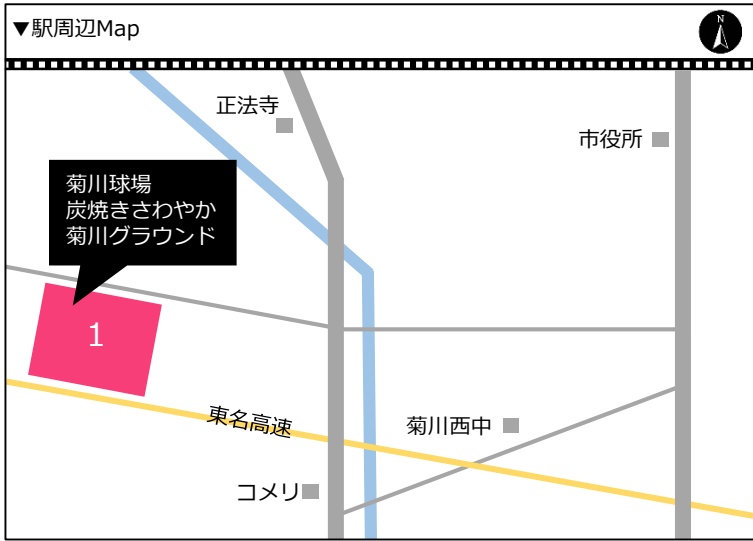 ▼駅周辺Map
N
正法寺
市役所
菊川球場
炭焼きさわやか
菊川グラウンド
1
東名高速
菊川西中
コメリ